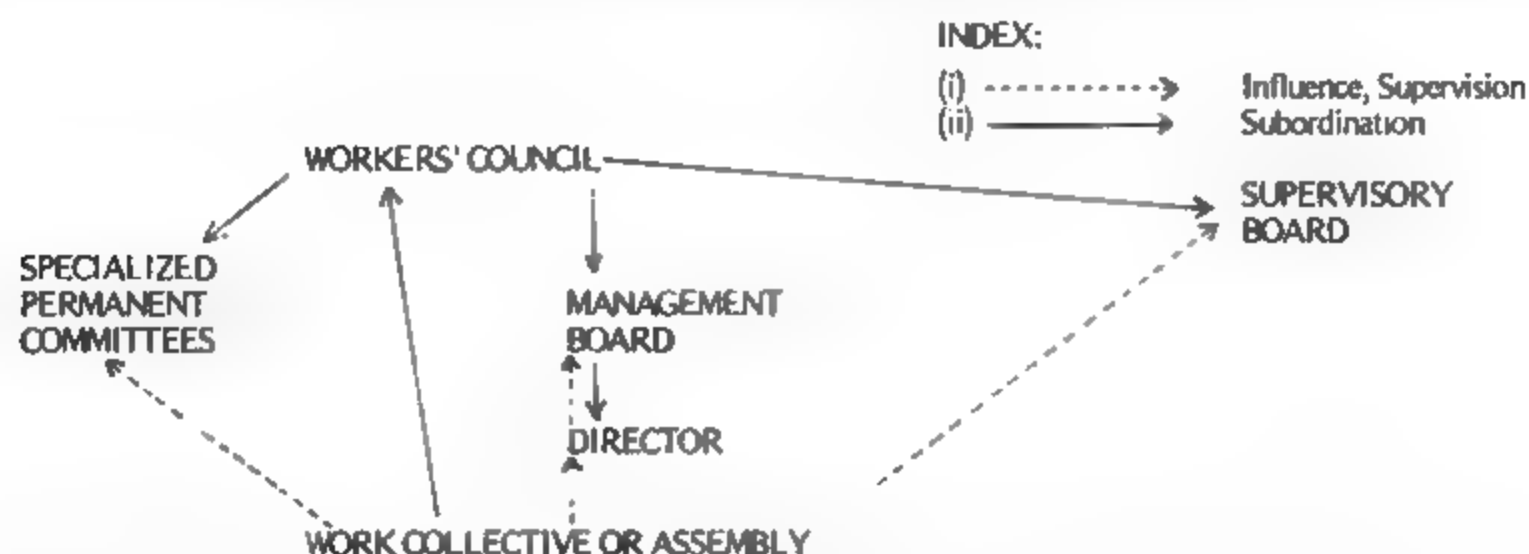 INDEX:
(i) Influence, Supervision
(ii) Subordination
WORKERS' COUNCIL
SUPERVISORY
BOARD
SPECIALIZED
PERMANENT
COMMITTEES
MANAGEMENT
BOARD
DIRECTOR
WORK COLLECTIVE OR ASSEMBLY